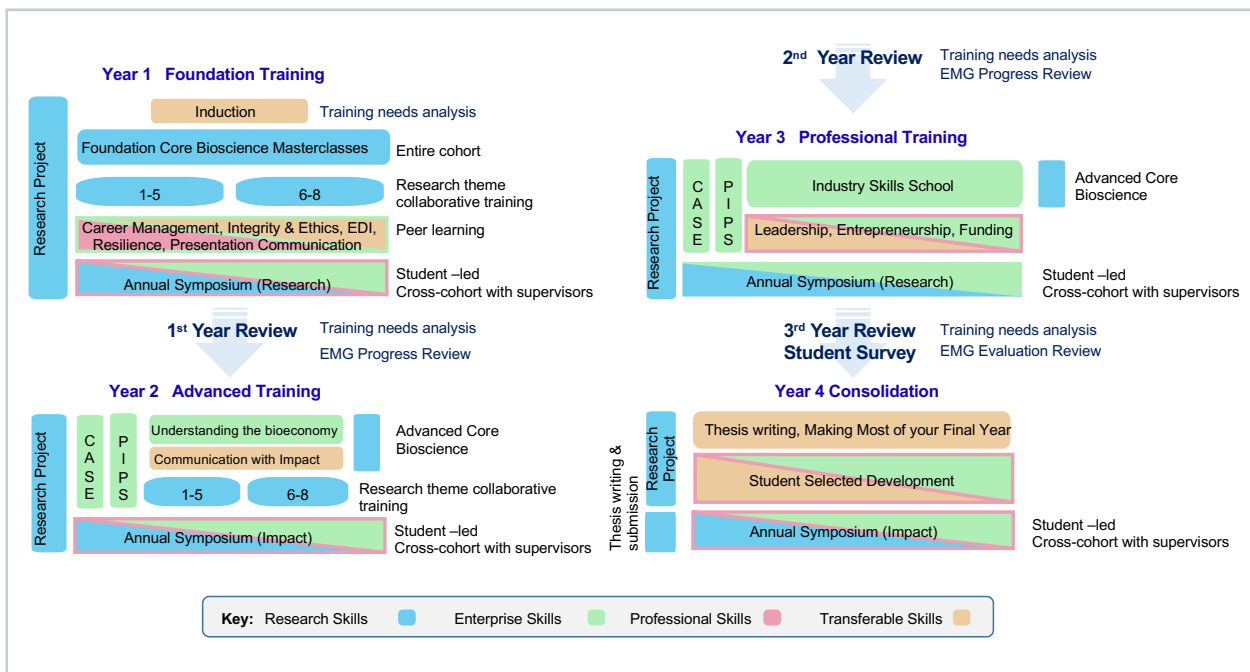 Year 1 Foundation Training
Research Project
Induction
Training needs analysis
Foundation Core Bioscience Masterclasses
Entire cohort
1-5
6-8
Research theme
collaborative training
Career Management, Integrity & Ethics, EDI,
Resilience, Presentation Communication
Peer learning
Annual Symposium (Research)
Student –led
Cross-cohort with supervisors
1st Year Review
Training needs analysis
EMG Progress Review
Year 2 Advanced Training
Research Project
CASE
PIPS
Understanding the bioeconomy
Communication with Impact
Advanced Core
Bioscience
1-5
6-8
Research theme collaborative
training
Annual Symposium (Impact)
Student –led
Cross-cohort with supervisors
2nd Year Review
Training needs analysis
EMG Progress Review
Year 3 Professional Training
Research Project
CASE
PIPS
Industry Skills School
Advanced Core
Bioscience
Leadership, Entrepreneurship, Funding
Annual Symposium (Research)
Student –led
Cross-cohort with supervisors
3rd Year Review
Student Survey
Training needs analysis
EMG Evaluation Review
Year 4 Consolidation
Thesis writing &
submission
Research
Project
Thesis writing, Making Most of your Final Year
Student Selected Development
Annual Symposium (Impact)
Student –led
Cross-cohort with supervisors
Key: Research Skills Enterprise Skills Professional Skills Transferable Skills